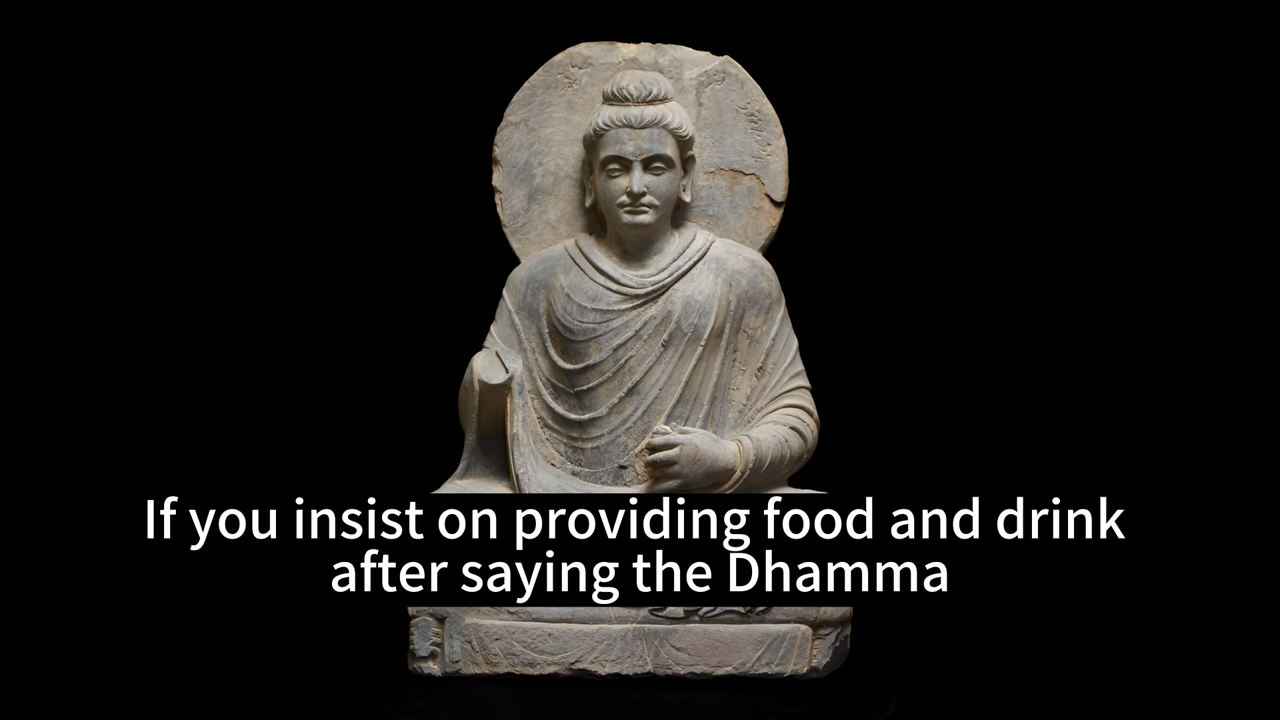 If you insist on providing food and drink
after saying the Dhamma